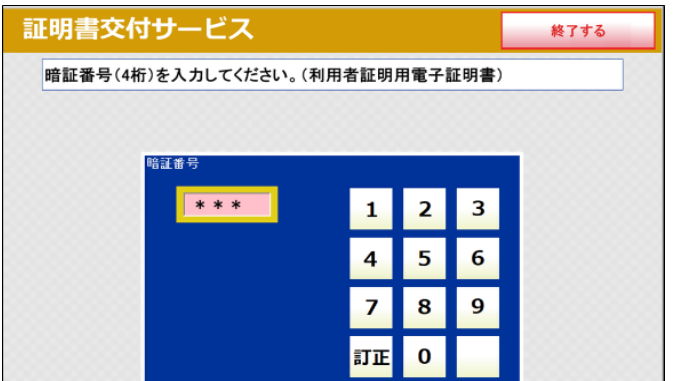 証明書交付サービス
終了する
暗証番号(4桁)を入力してください。(利用者証明用電子証明書)
暗証番号
***
1 2 3
4 5 6
7 8 9
訂正 0